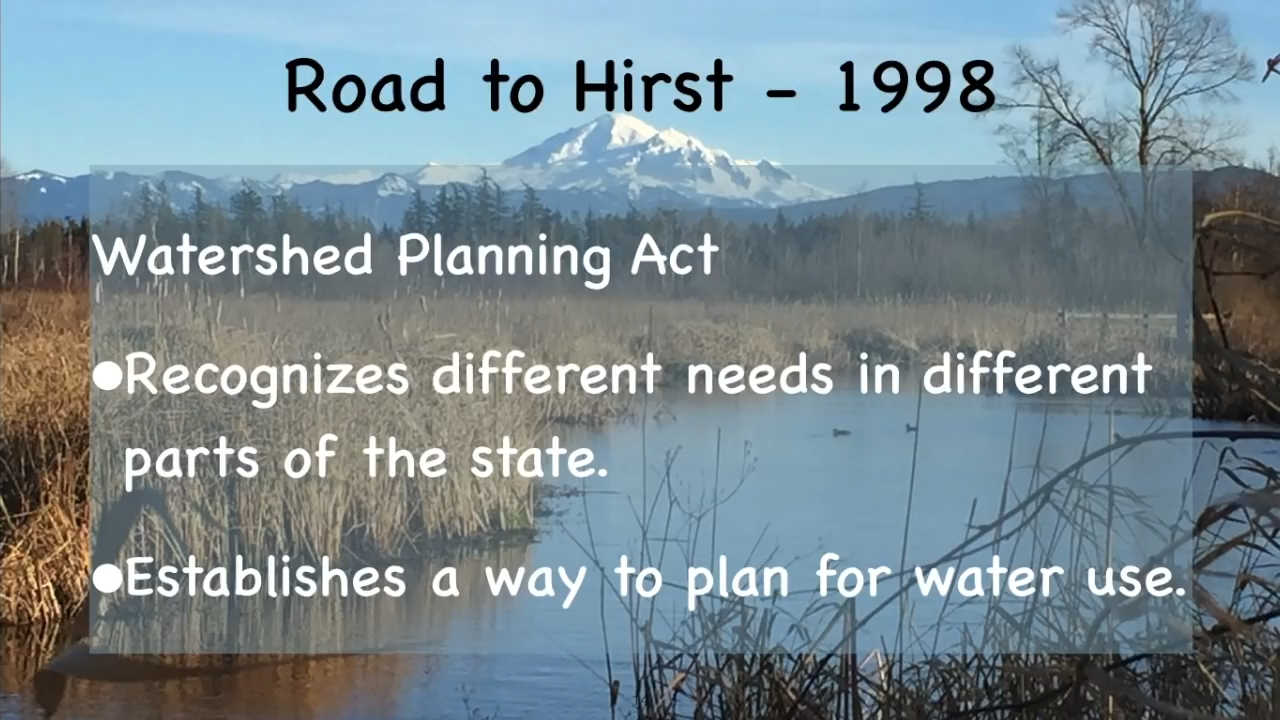 Road to Hirst – 1998
Watershed Planning Act
●Recognizes different needs in different
parts of the state.
●Establishes a way to plan for water use.